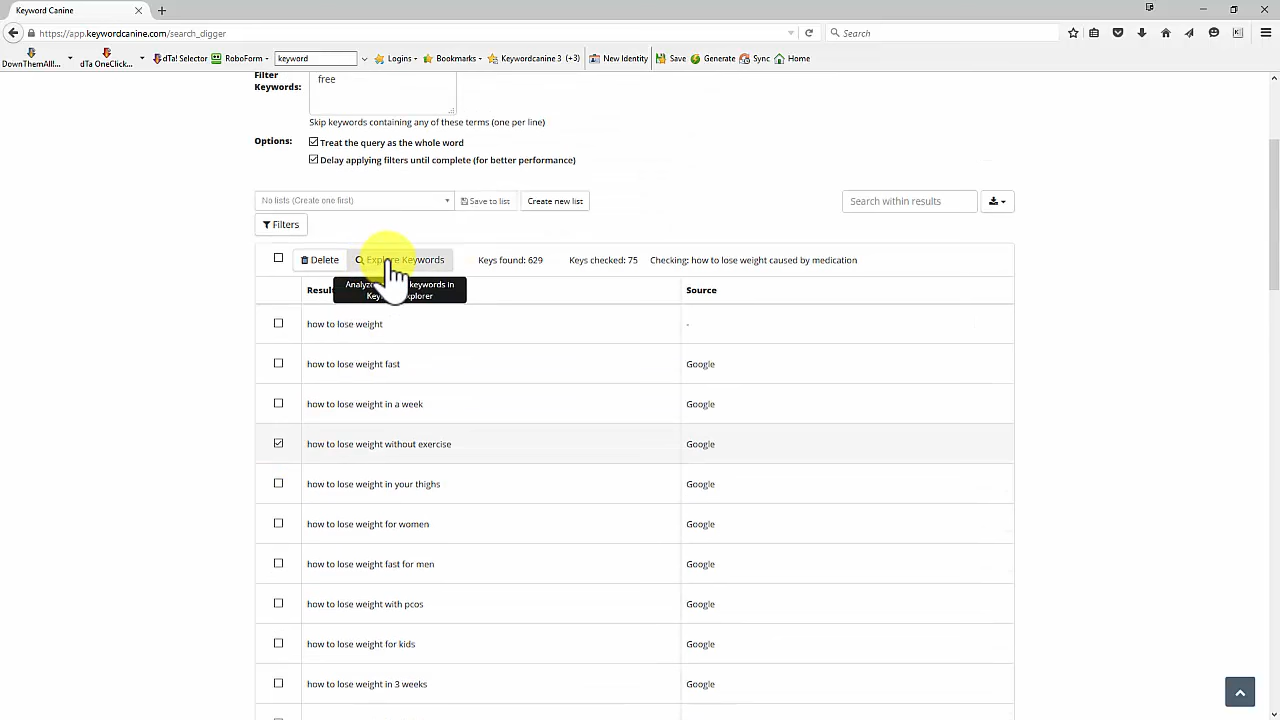 Keyword Canine
https://app.keywordcanine.com/search_digger
Search
DownThemAll!...
dTa OneClick...
dTa! Selector
RoboForm
keyword
Logins
Bookmarks
Keywordcanine 3 (+3)
New Identity
Save
Generate
Sync
Home
Filter
Keywords:
free
Skip keywords containing any of these terms (one per line)
Options:
Treat the query as the whole word
Delay applying filters until complete (for better performance)
No lists (Create one first)
Save to list
Create new list
Search within results
Filters
Delete
Explore Keywords
Keys found: 629
Keys checked: 75
Checking: how to lose weight caused by medication
Analyze keywords in
Source
how to lose weight
-
how to lose weight fast
Google
how to lose weight in a week
Google
how to lose weight without exercise
Google
how to lose weight in your thighs
Google
how to lose weight for women
Google
how to lose weight fast for men
Google
how to lose weight with pcos
Google
how to lose weight for kids
Google
how to lose weight in 3 weeks
Google